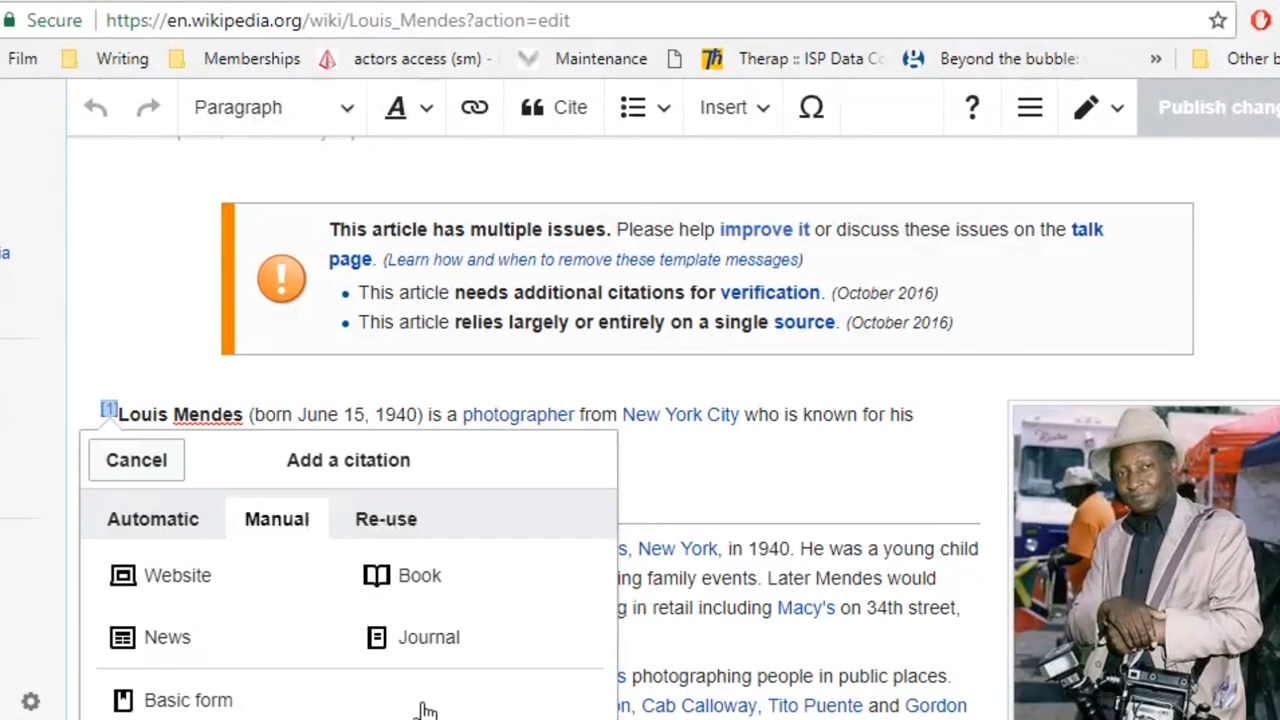 Secure https://en.wikipedia.org/wiki/Louis_Mendes?action=edit
Film Writing Memberships actors access (sm) - Maintenance Th Therap :: ISP Data Beyond the bubble: » Other b
Paragraph A Cite Insert Ω ? Publish chang
This article has multiple issues. Please help improve it or discuss these issues on the talk
page. (Learn how and when to remove these template messages)
• This article needs additional citations for verification. (October 2016)
• This article relies largely or entirely on a single source. (October 2016)
ia
[1]Louis Mendes (born June 15, 1940) is a photographer from New York City who is known for his
Cancel Add a citation
Automatic Manual Re-use
s, New York, in 1940. He was a young child
Website Book
ing family events. Later Mendes would
g in retail including Macy's on 34th street,
News Journal
s photographing people in public places.
Basic form
on, Cab Calloway, Tito Puente and Gordon